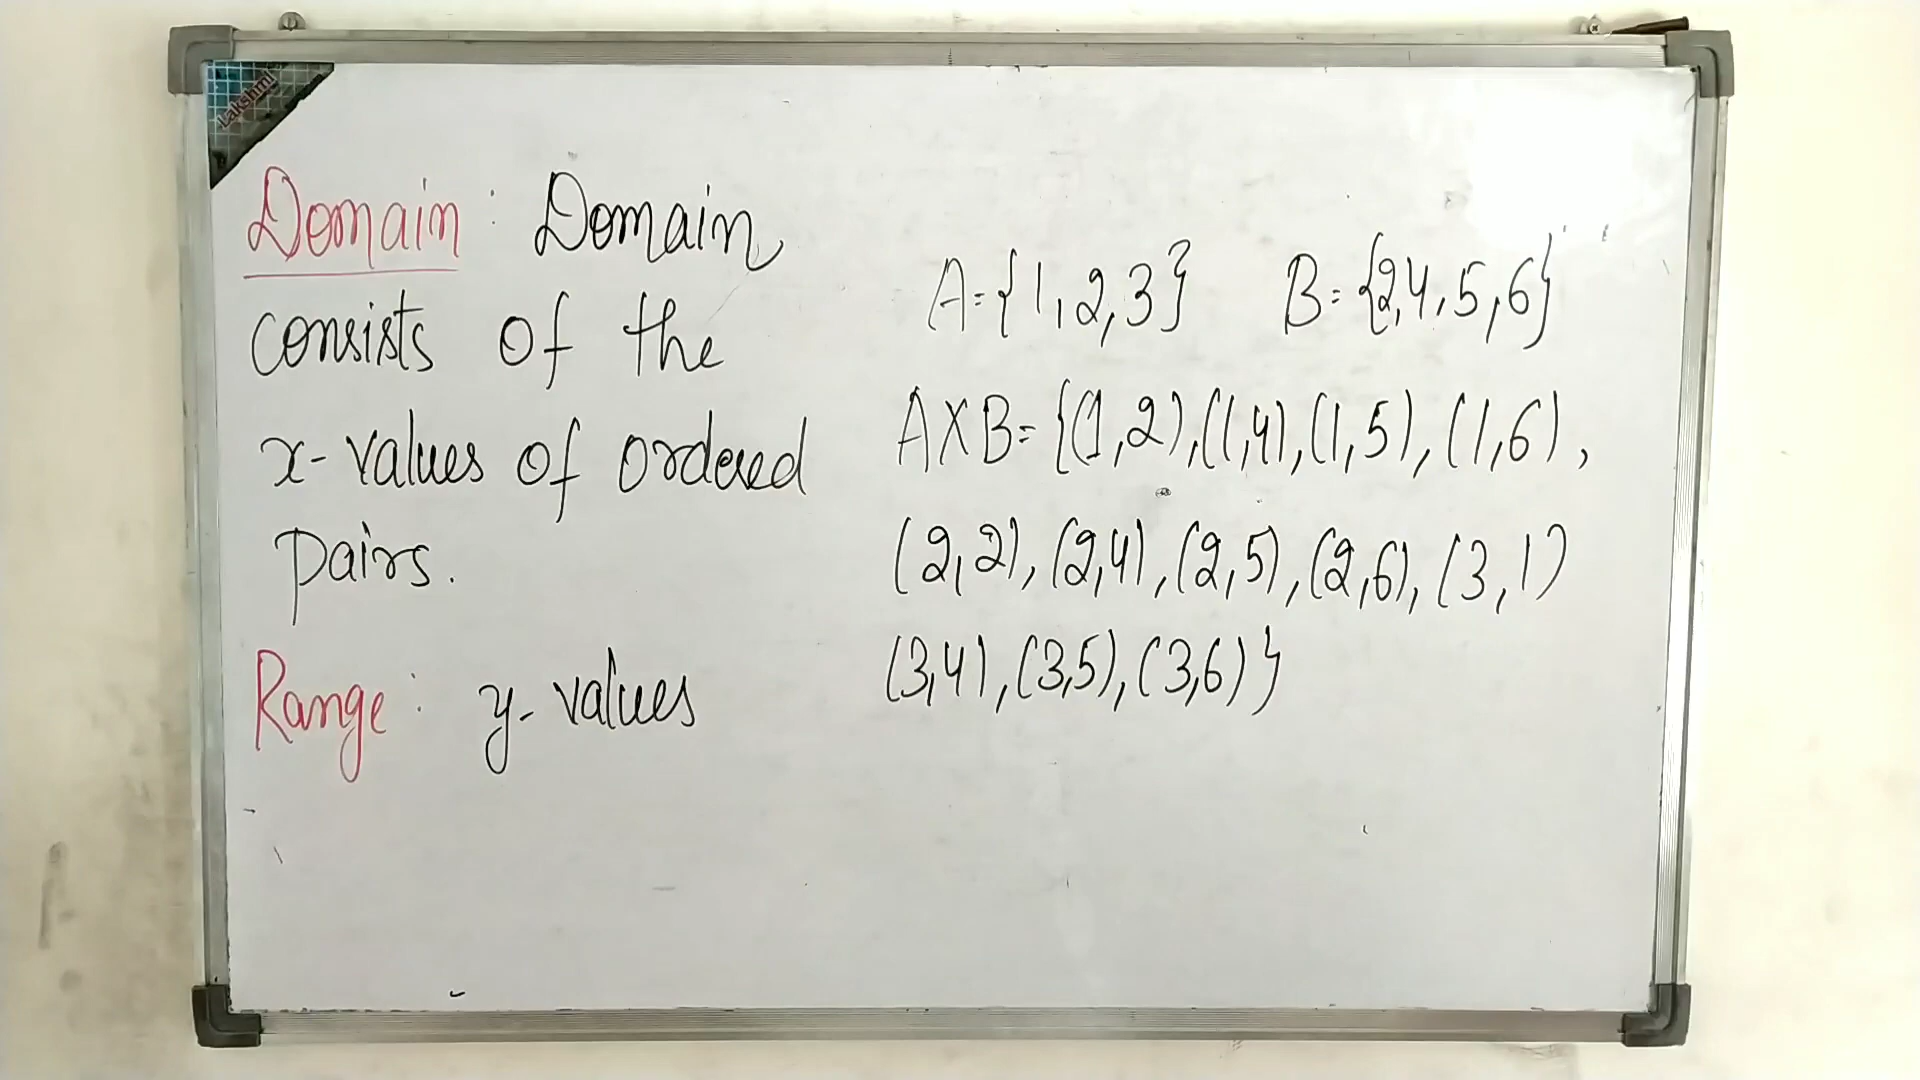 Lakshmi
Domain: Domain
consists of the
x-values of ordered
pairs.
Range: y-values
A={1,2,3} B={2,4,5,6}
AXB={(1,2),(1,4),(1,5),(1,6),
(2,2),(2,4),(2,5),(2,6),(3,1)
(3,4),(3,5),(3,6)}